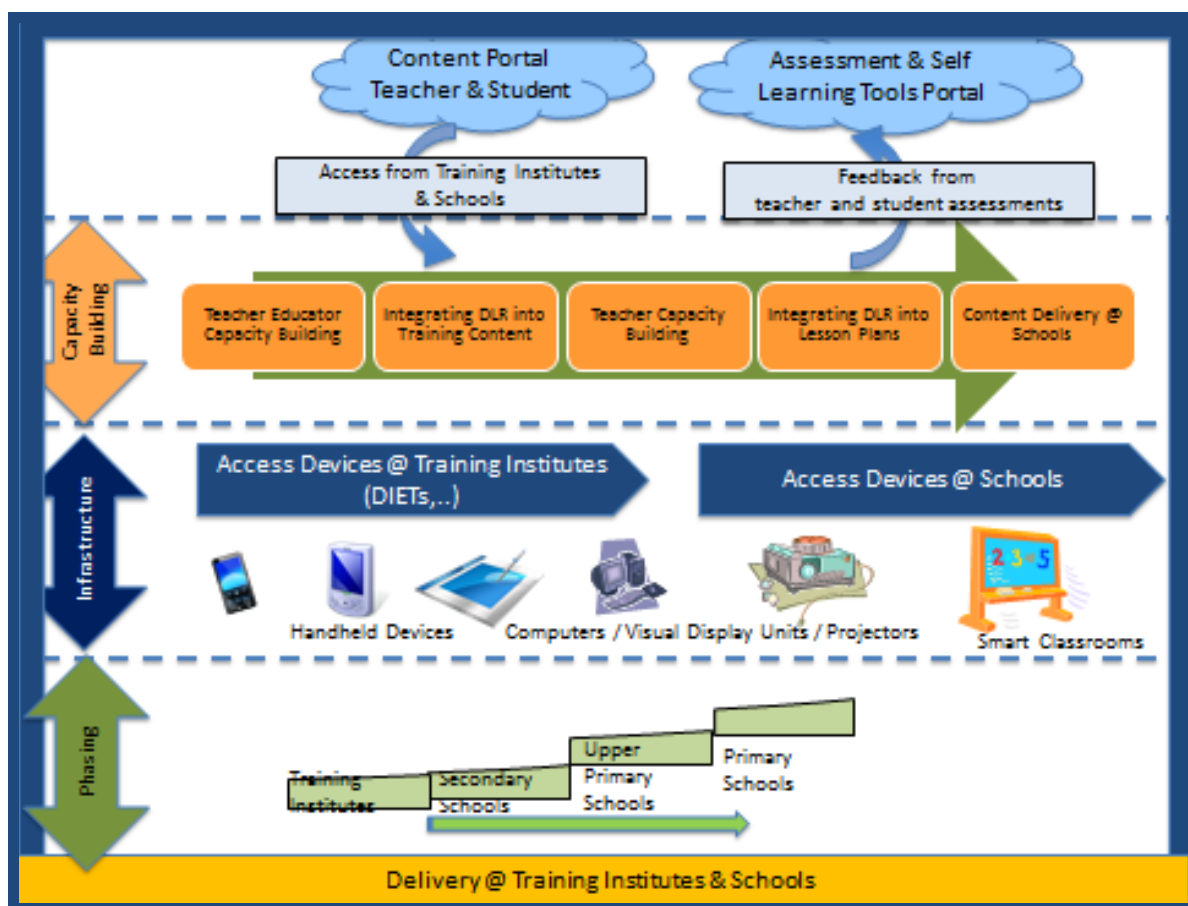 Content Portal
Teacher & Student
Assessment & Self
Learning Tools Portal
Access from Training Institutes
& Schools
Feedback from
teacher and student assessments
Capacity
Building
Teacher Educator
Capacity Building
Integrating DLR into
Training Content
Teacher Capacity
Building
Integrating DLR into
Lesson Plans
Content Delivery @
Schools
Infrastructure
Access Devices @ Training Institutes
(DIETs,..)
Access Devices @ Schools
2 3 = 5
Handheld Devices
Computers / Visual Display Units / Projectors
Smart Classrooms
Phasing
Training
Institutes
Secondary
Schools
Upper
Primary
Schools
Primary
Schools
Delivery @ Training Institutes & Schools